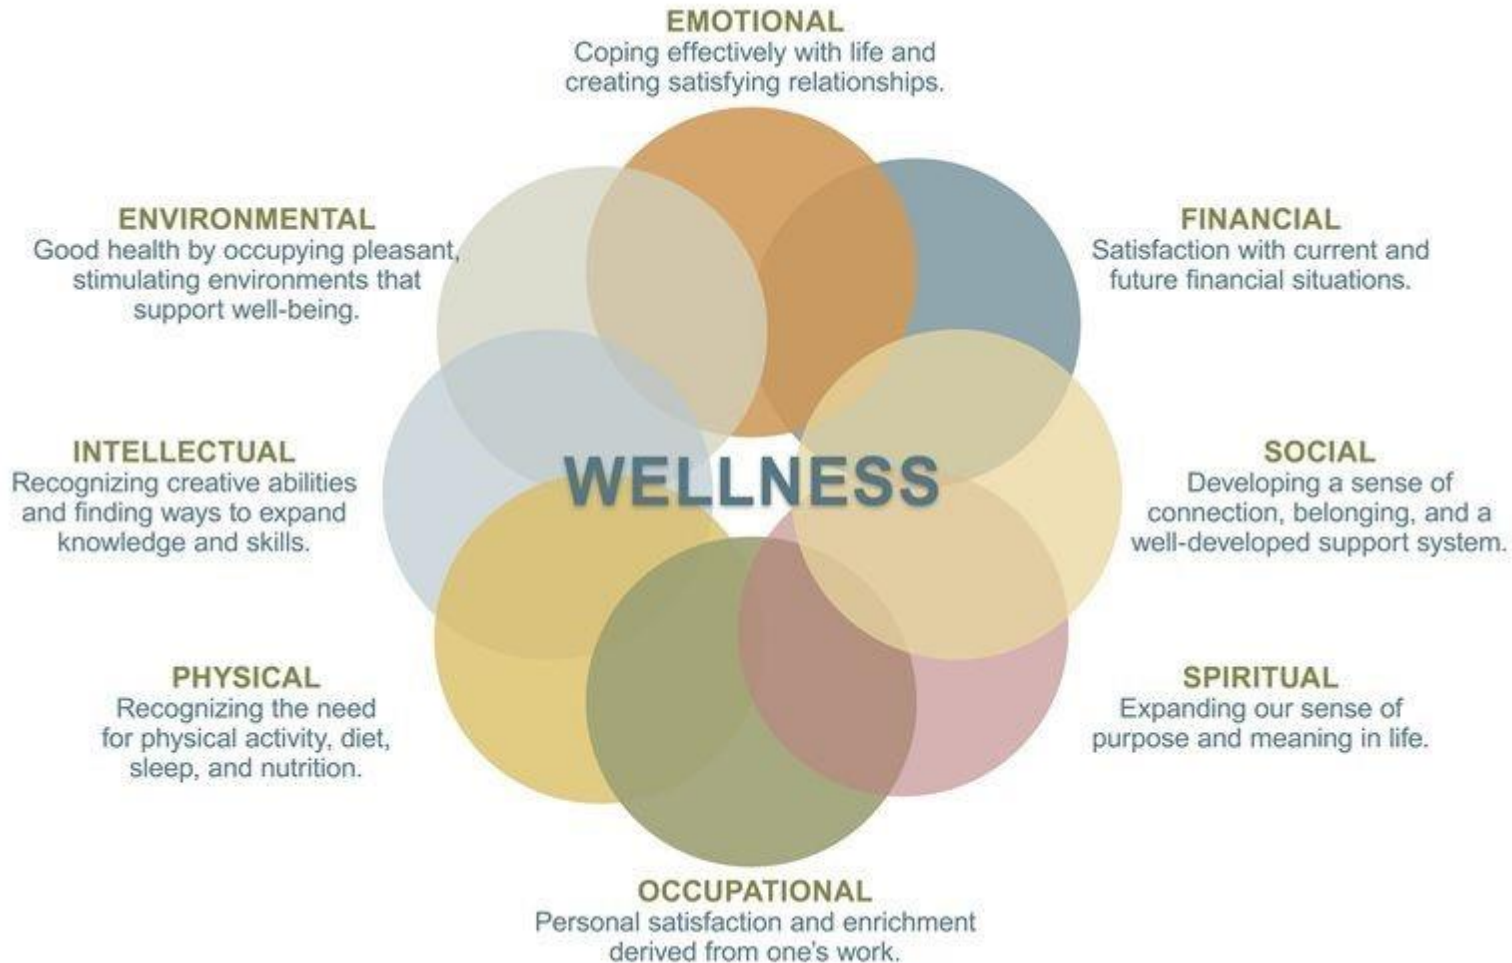 EMOTIONAL
Coping effectively with life and
creating satisfying relationships.
FINANCIAL
Satisfaction with current and
future financial situations.
SOCIAL
Developing a sense of
connection, belonging, and a
well-developed support system.
SPIRITUAL
Expanding our sense of
purpose and meaning in life.
OCCUPATIONAL
Personal satisfaction and enrichment
derived from one's work.
PHYSICAL
Recognizing the need
for physical activity, diet,
sleep, and nutrition.
INTELLECTUAL
Recognizing creative abilities
and finding ways to expand
knowledge and skills.
ENVIRONMENTAL
Good health by occupying pleasant,
stimulating environments that
support well-being.
WELLNESS